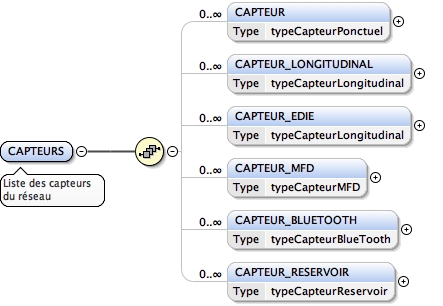 0..∞ CAPTEUR
Type typeCapteurPonctuel
0..∞ CAPTEUR_LONGITUDINAL
Type typeCapteurLongitudinal
0..∞ CAPTEUR_EDIE
Type typeCapteurLongitudinal
CAPTEURS
Liste des capteurs
du réseau
0..∞ CAPTEUR_MFD
Type typeCapteurMFD
0..∞ CAPTEUR_BLUETOOTH
Type typeCapteurBlueTooth
0..∞ CAPTEUR_RESERVOIR
Type typeCapteurReservoir